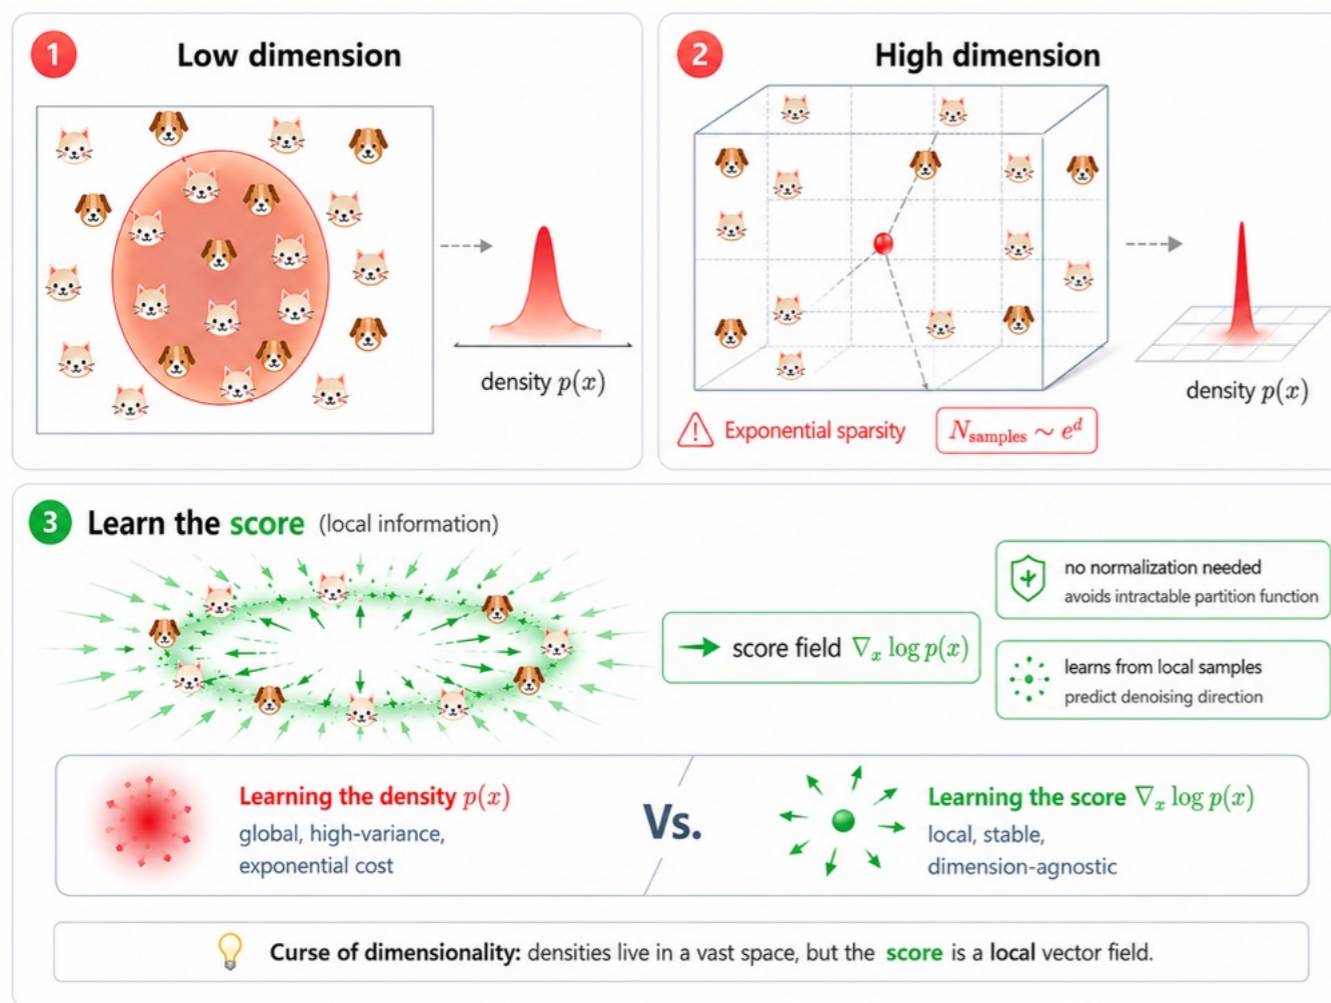 1
Low dimension
density p(x)
2
High dimension
density p(x)
Exponential sparsity
N_samples ∼ e^d
3
Learn the score (local information)
score field ∇_x log p(x)
no normalization needed
avoids intractable partition function
learns from local samples
predict denoising direction
Learning the density p(x)
global, high-variance,
exponential cost
Vs.
Learning the score ∇_x log p(x)
local, stable,
dimension-agnostic
Curse of dimensionality: densities live in a vast space, but the score is a local vector field.